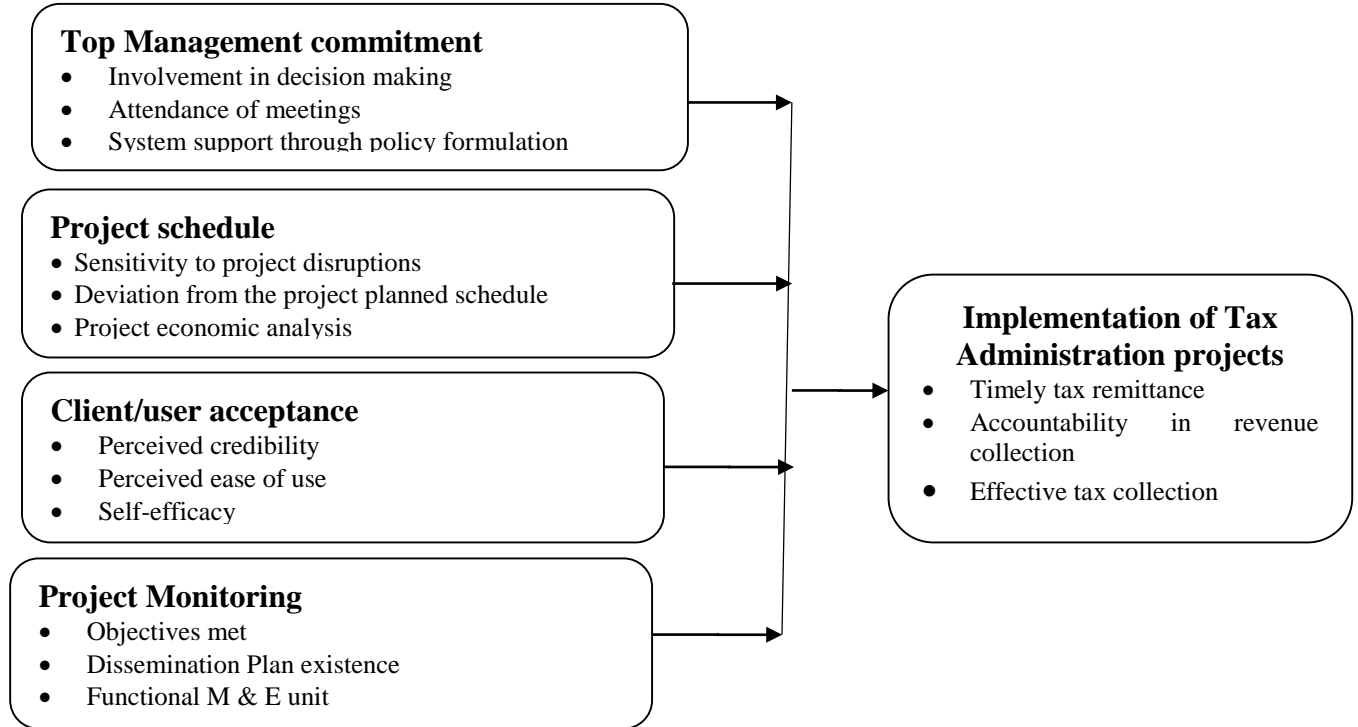 Top Management commitment
• Involvement in decision making
• Attendance of meetings
• System support through policy formulation
Project schedule
• Sensitivity to project disruptions
• Deviation from the project planned schedule
• Project economic analysis
Client/user acceptance
• Perceived credibility
• Perceived ease of use
• Self-efficacy
Project Monitoring
• Objectives met
• Dissemination Plan existence
• Functional M & E unit
Implementation of Tax
Administration projects
• Timely tax remittance
• Accountability in revenue
collection
• Effective tax collection